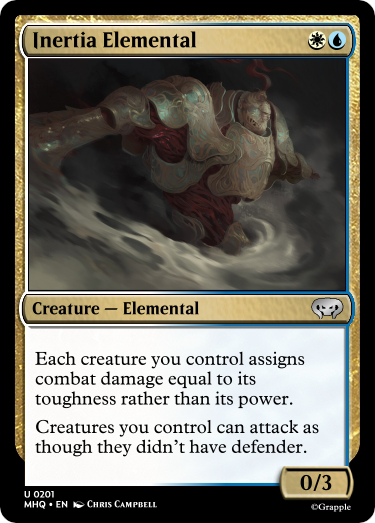 Inertia Elemental
Creature — Elemental
Each creature you control assigns
combat damage equal to its
toughness rather than its power.
Creatures you control can attack as
though they didn't have defender.
0/3
U 0201
MHQ • EN Chris Campbell
©Grapple